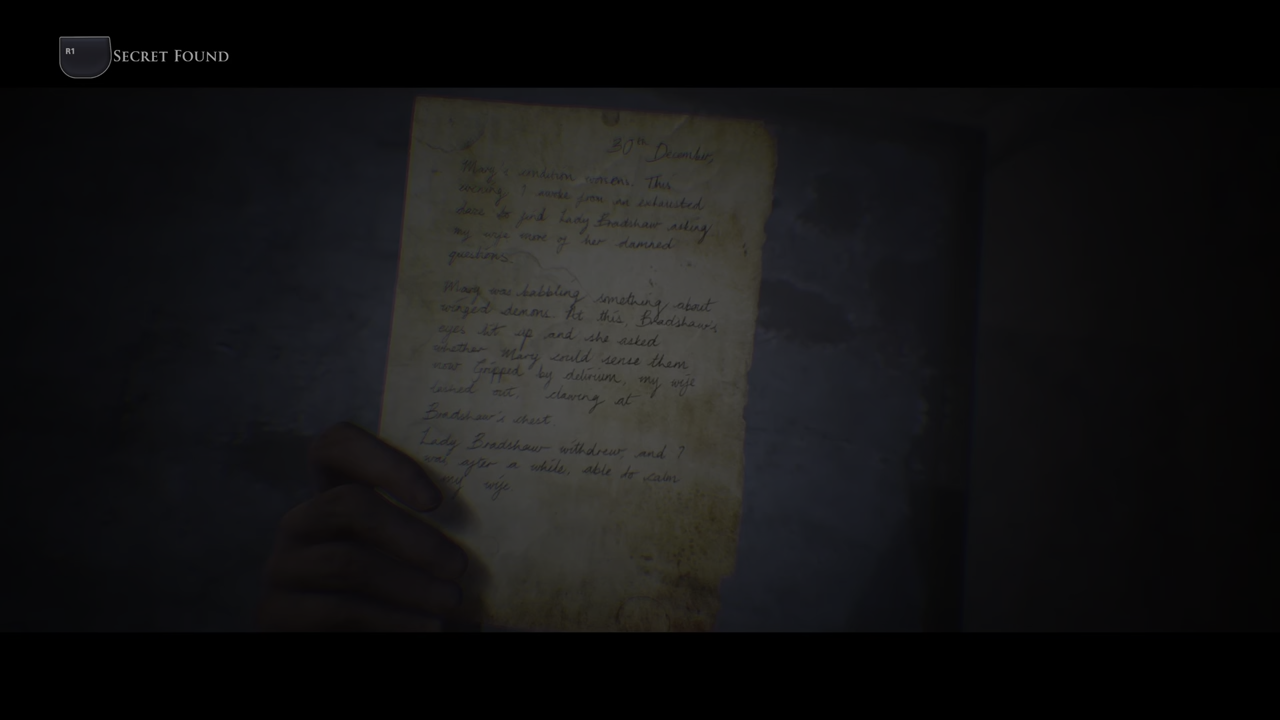 R1
SECRET FOUND
30th December,
Mary's condition worsens. This
evening, I awoke from an exhausted
doze to find Lady Bradshaw asking
my wife more of her damned
questions.
Mary was babbling something about
winged demons. At this, Bradshaw's
eyes lit up and she asked
whether Mary could sense them
now. Gripped by delirium, my wife
lashed out, clawing at
Bradshaw's chest.
Lady Bradshaw withdrew, and I
was, after a while, able to calm
my wife